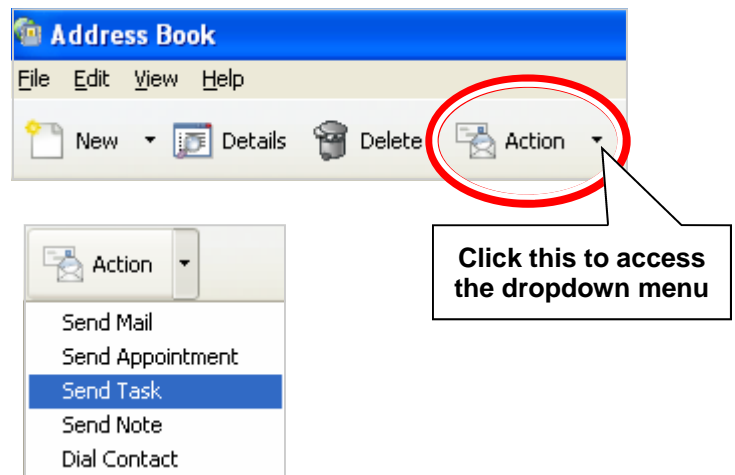 Address Book
File Edit View Help
New Details Delete Action
Click this to access
the dropdown menu
Action
Send Mail
Send Appointment
Send Task
Send Note
Dial Contact